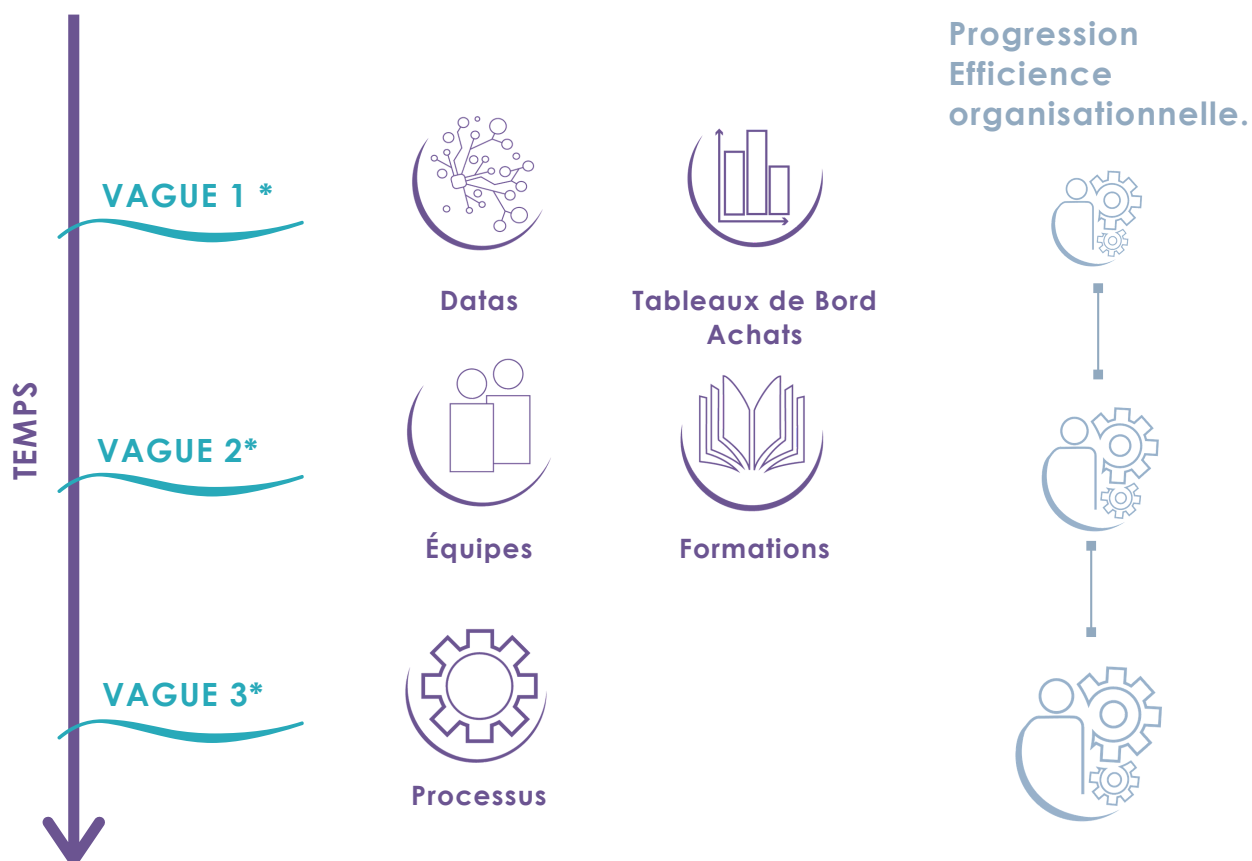 Progression
Efficience
organisationnelle.
VAGUE 1 *
Datas
Tableaux de Bord
Achats
TEMPS
VAGUE 2*
Équipes
Formations
VAGUE 3*
Processus